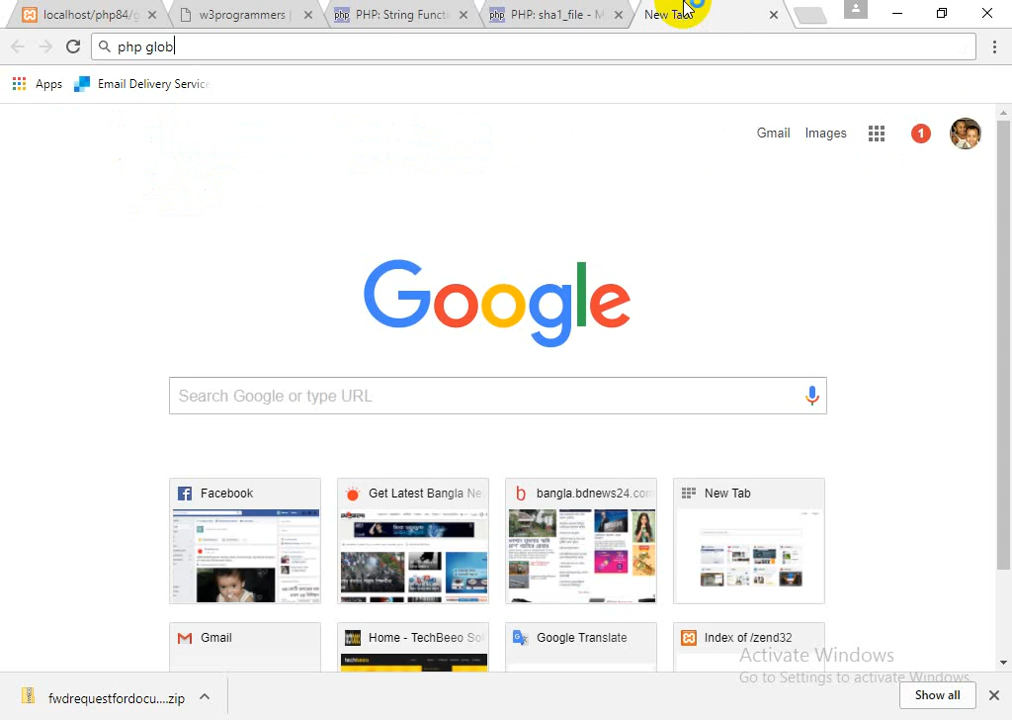 localhost/php84/g
w3programmers |
PHP: String Functi
PHP: sha1_file - M
New Tab
php glob
Apps
Email Delivery Service
Gmail Images 1
Google
Search Google or type URL
Facebook
Get Latest Bangla Ne
bangla.bdnews24.com
New Tab
Gmail
Home - TechBeeo Sol
Google Translate
Index of /zend32
Activate Windows
Go to Settings to activate Windows.
fwdrequestfordocu....zip
Show all